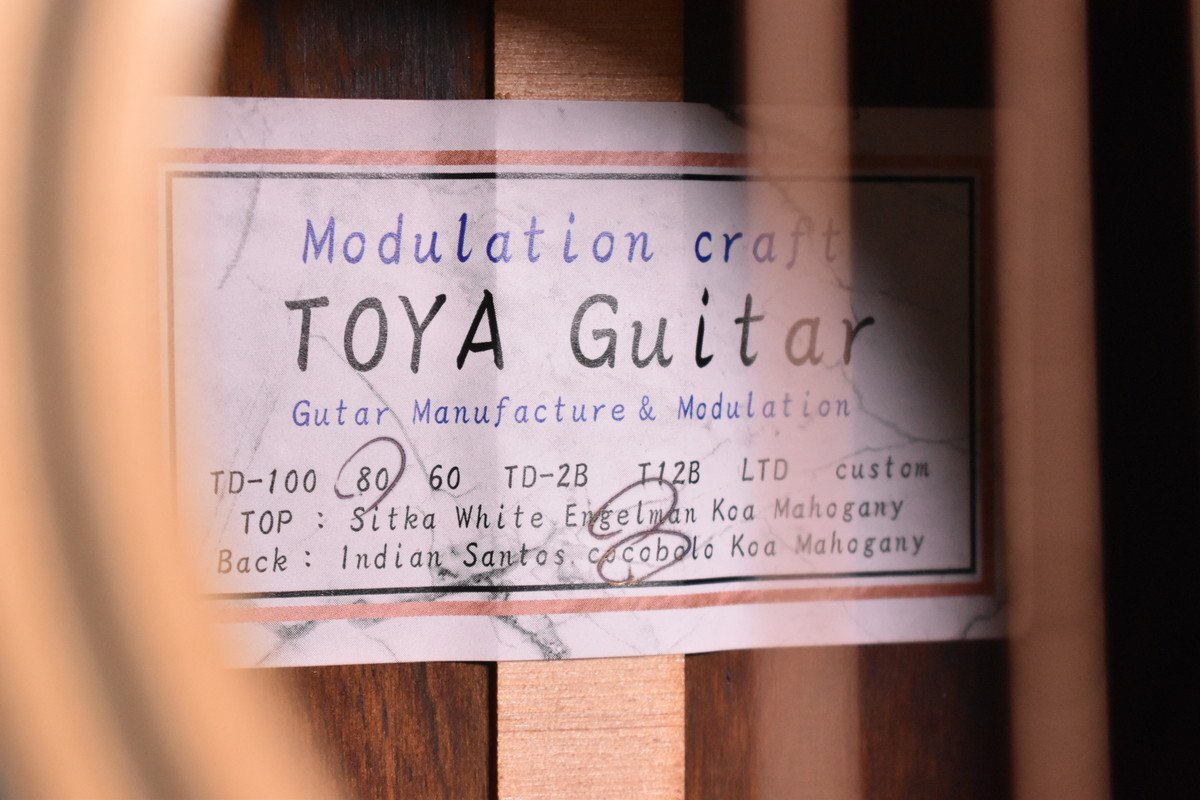 Modulation craft
TOYA Guitar
Gutar Manufacture & Modulation
TD-100 80 60 TD-2B T12B LTD custom
TOP : Sitka White Engelman Koa Mahogany
Back : Indian Santos cocobolo Koa Mahogany